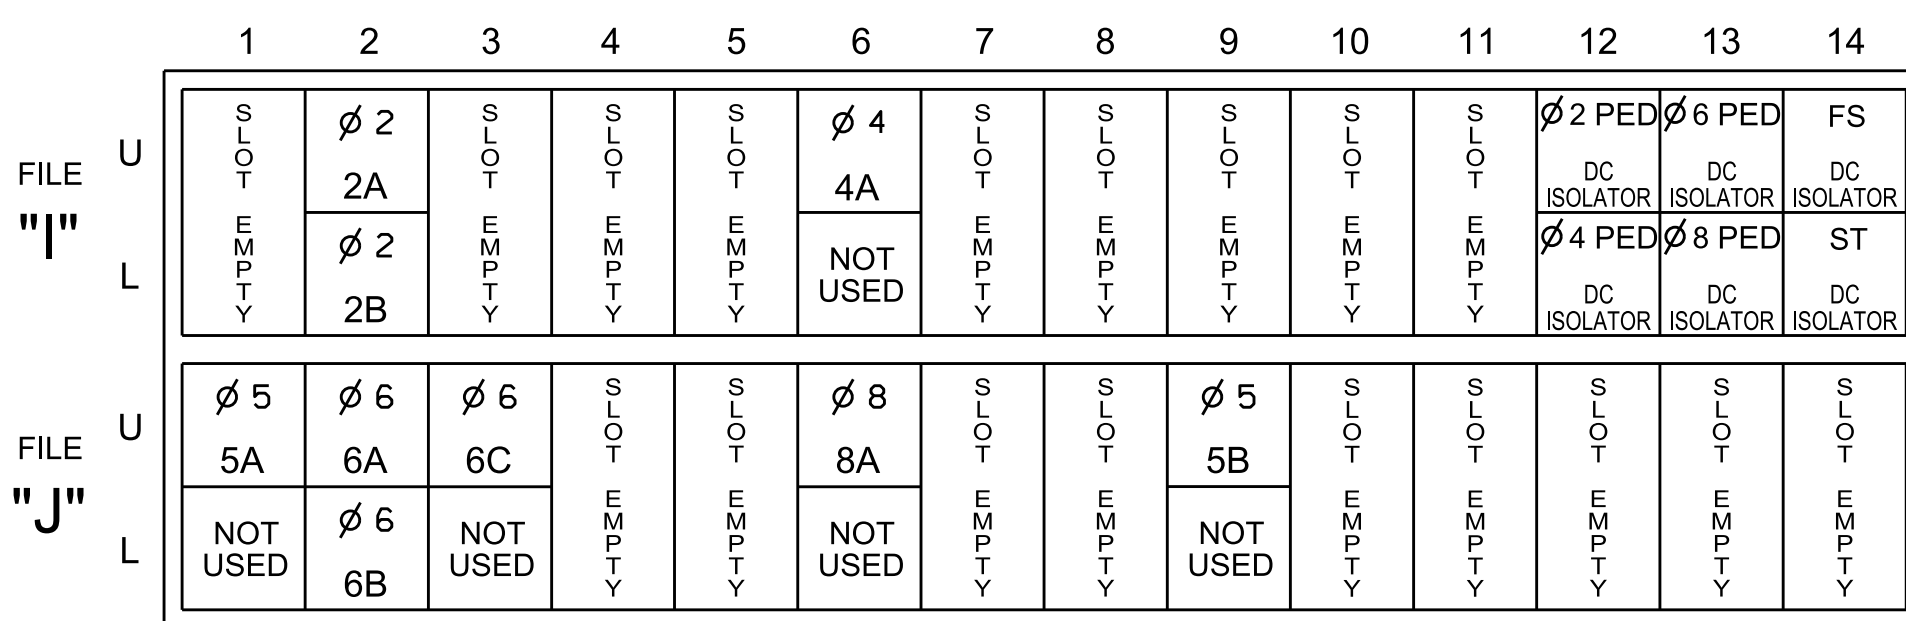 1 2 3 4 5 6 7 8 9 10 11 12 13 14
FILE "I"
U
SLOT EMPTY
Ø 2 2A
SLOT EMPTY
SLOT EMPTY
SLOT EMPTY
Ø 4 4A
SLOT EMPTY
SLOT EMPTY
SLOT EMPTY
SLOT EMPTY
SLOT EMPTY
Ø 2 PED DC ISOLATOR
Ø 6 PED DC ISOLATOR
FS DC ISOLATOR
L
Ø 2 2B
NOT USED
Ø 4 PED DC ISOLATOR
Ø 8 PED DC ISOLATOR
ST DC ISOLATOR
FILE "J"
U
Ø 5 5A
Ø 6 6A
Ø 6 6C
SLOT EMPTY
SLOT EMPTY
Ø 8 8A
SLOT EMPTY
SLOT EMPTY
Ø 5 5B
SLOT EMPTY
SLOT EMPTY
SLOT EMPTY
SLOT EMPTY
SLOT EMPTY
L
NOT USED
Ø 6 6B
NOT USED
NOT USED
NOT USED